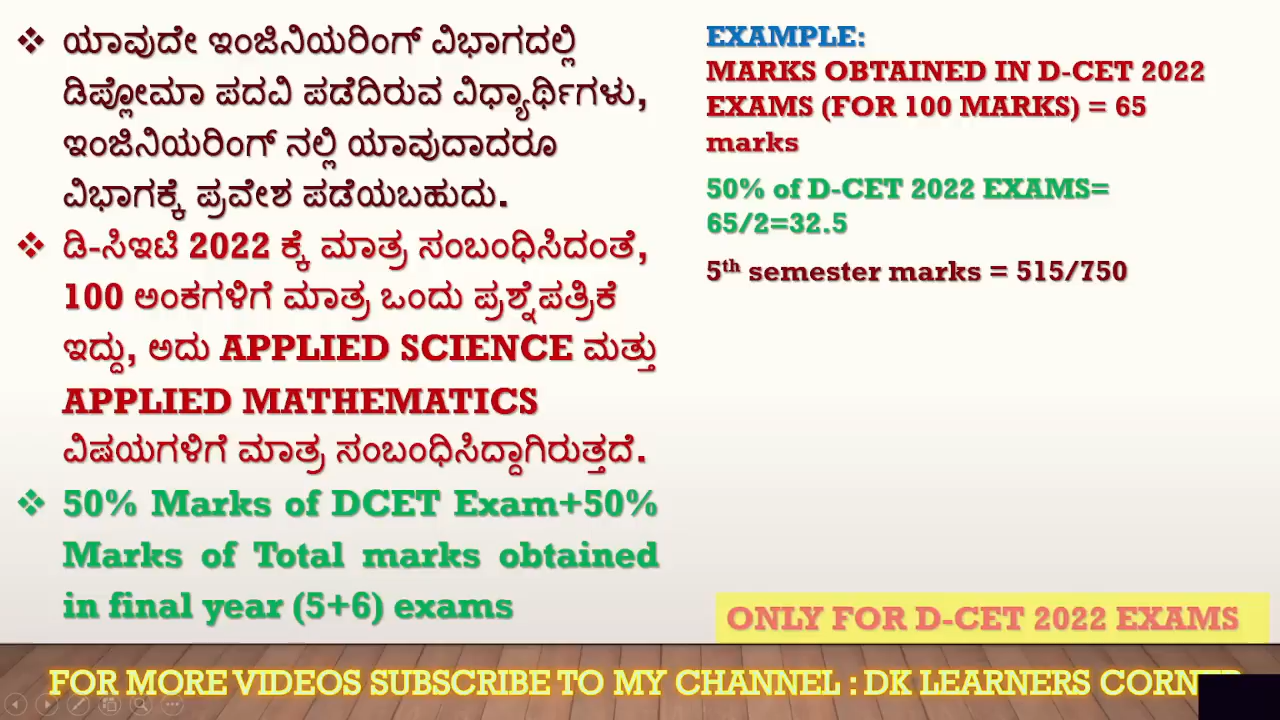 ❖ ಯಾವುದೇ ಇಂಜಿನಿಯರಿಂಗ್ ವಿಭಾಗದಲ್ಲಿ
ಡಿಪ್ಲೋಮಾ ಪದವಿ ಪಡೆದಿರುವ ವಿಧ್ಯಾರ್ಥಿಗಳು,
ಇಂಜಿನಿಯರಿಂಗ್ ನಲ್ಲಿ ಯಾವುದಾದರೂ
ವಿಭಾಗಕ್ಕೆ ಪ್ರವೇಶ ಪಡೆಯಬಹುದು.
❖ ಡಿ-ಸಿಇಟಿ 2022 ಕ್ಕೆ ಮಾತ್ರ ಸಂಬಂಧಿಸಿದಂತೆ,
100 ಅಂಕಗಳಿಗೆ ಮಾತ್ರ ಒಂದು ಪ್ರಶ್ನೆಪತ್ರಿಕೆ
ಇದ್ದು, ಅದು APPLIED SCIENCE ಮತ್ತು
APPLIED MATHEMATICS
ವಿಷಯಗಳಿಗೆ ಮಾತ್ರ ಸಂಬಂಧಿಸಿದ್ದಾಗಿರುತ್ತದೆ.
❖ 50% Marks of DCET Exam+50%
Marks of Total marks obtained
in final year (5+6) exams
EXAMPLE:
MARKS OBTAINED IN D-CET 2022
EXAMS (FOR 100 MARKS) = 65
marks
50% of D-CET 2022 EXAMS=
65/2=32.5
5th semester marks = 515/750
ONLY FOR D-CET 2022 EXAMS
FOR MORE VIDEOS SUBSCRIBE TO MY CHANNEL : DK LEARNERS CORNER